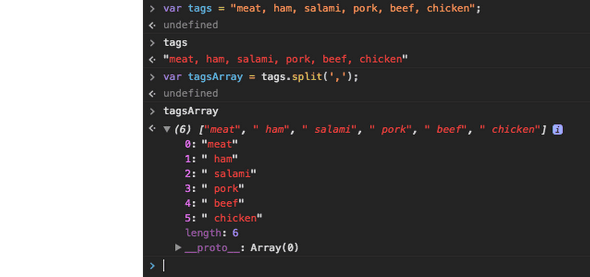 > var tags = "meat, ham, salami, pork, beef, chicken";
< undefined
> tags
< "meat, ham, salami, pork, beef, chicken"
> var tagsArray = tags.split(',');
< undefined
> tagsArray
< ▼ (6) ["meat", " ham", " salami", " pork", " beef", " chicken"] i
0: "meat"
1: " ham"
2: " salami"
3: " pork"
4: " beef"
5: " chicken"
length: 6
▶ __proto__: Array(0)
>